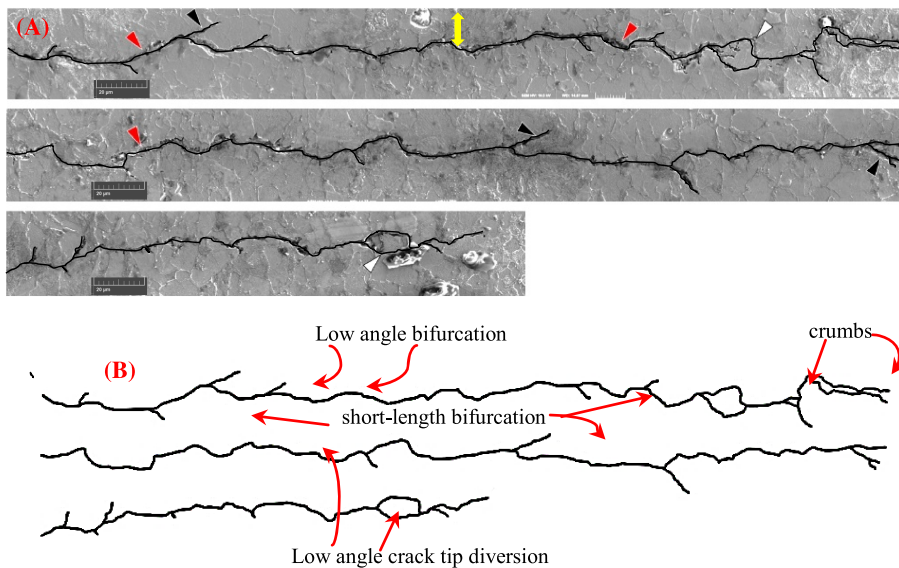 (A)
20 µm
20 µm
20 µm
Low angle bifurcation
crumbs
(B)
short-length bifurcation
Low angle crack tip diversion